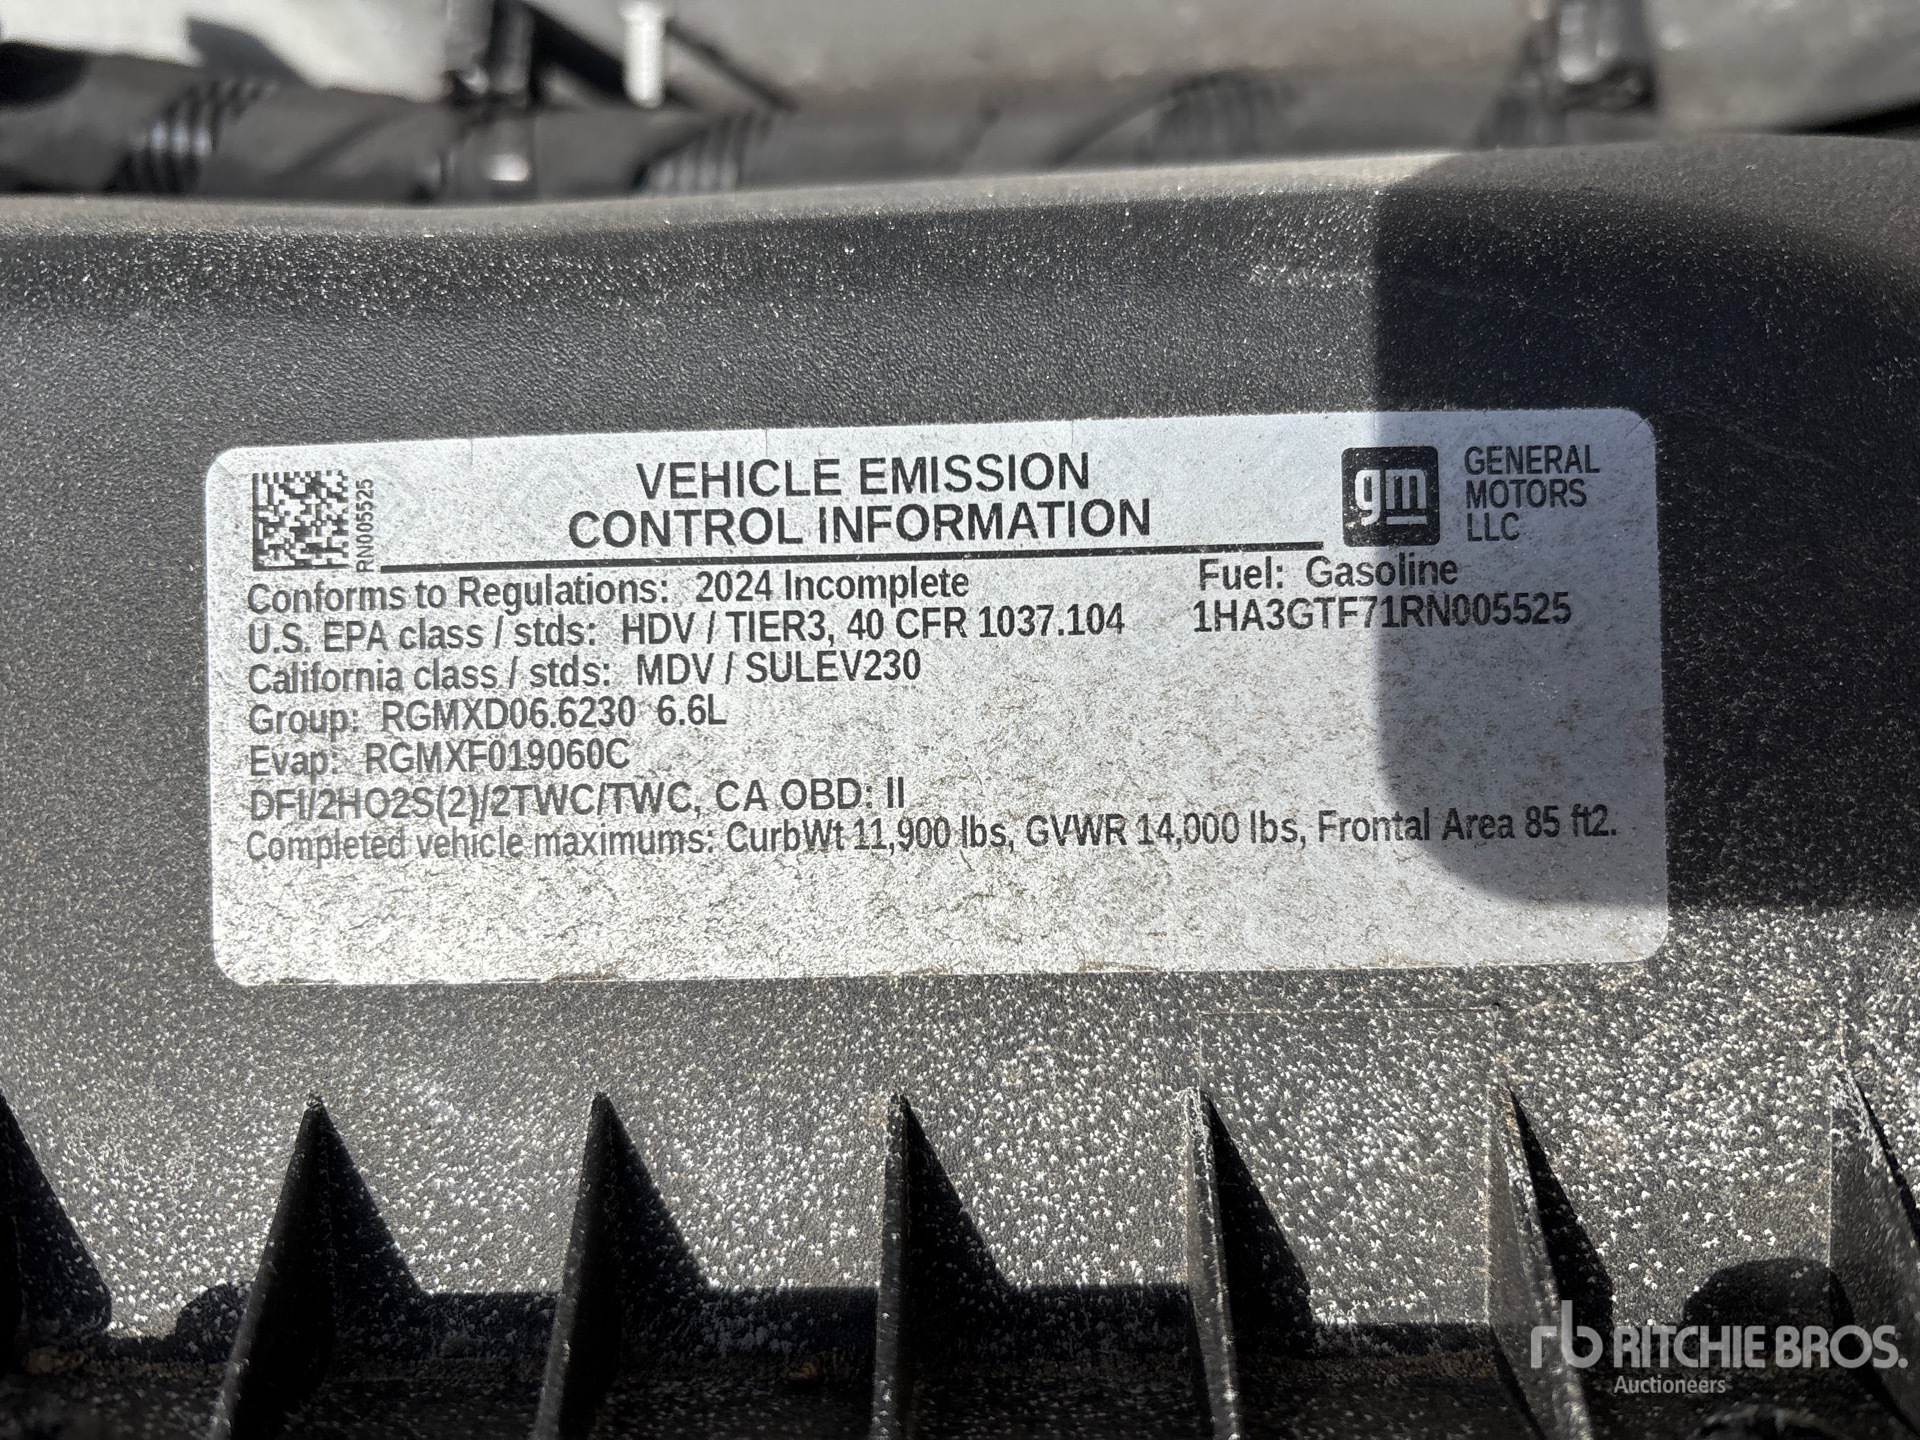 RN005525
VEHICLE EMISSION
CONTROL INFORMATION
gm
GENERAL
MOTORS
LLC
Conforms to Regulations: 2024 Incomplete
Fuel: Gasoline
U.S. EPA class / stds: HDV / TIER3, 40 CFR 1037.104
1HA3GTF71RN005525
California class / stds: MDV / SULEV230
Group: RGMXD06.6230 6.6L
Evap: RGMXF019060C
DFI/2HO2S(2)/2TWC/TWC, CA OBD: II
Completed vehicle maximums: CurbWt 11,900 lbs, GVWR 14,000 lbs, Frontal Area 85 ft2.
rb RITCHIE BROS.
Auctioneers